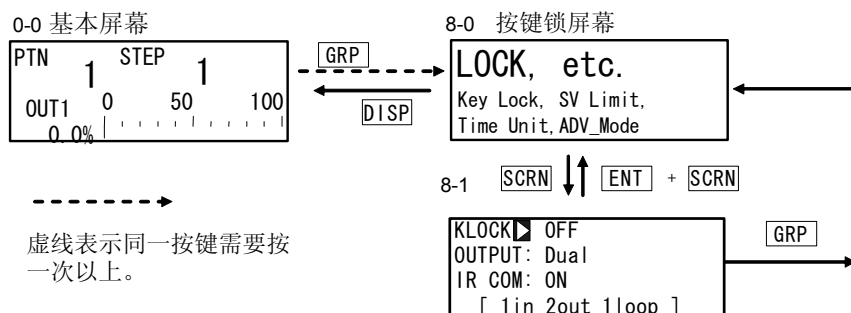 0-0 基本屏幕
PTN 1 STEP 1
OUT1 0 50 100
0.0%
GRP
DISP
8-0 按键锁屏幕
LOCK, etc.
Key Lock, SV Limit,
Time Unit,ADV_Mode
SCRN ENT + SCRN
8-1
KLOCK OFF
OUTPUT: Dual
IR COM: ON
[ 1in 2out 1loop ]
GRP
虚线表示同一按键需要按
一次以上。